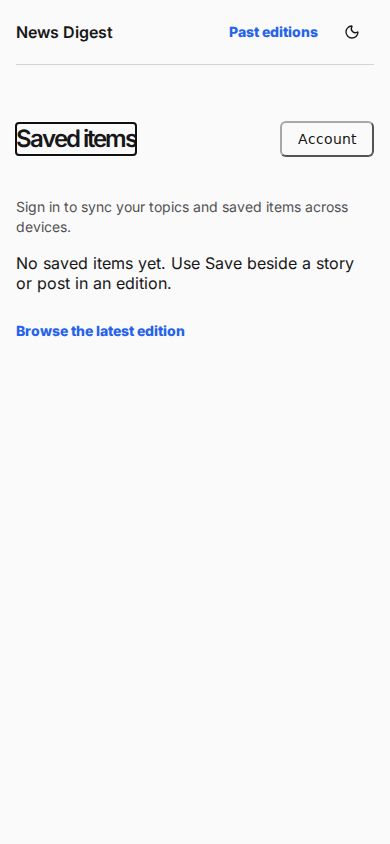 News Digest
Past editions
Saved items
Account
Sign in to sync your topics and saved items across
devices.
No saved items yet. Use Save beside a story
or post in an edition.
Browse the latest edition